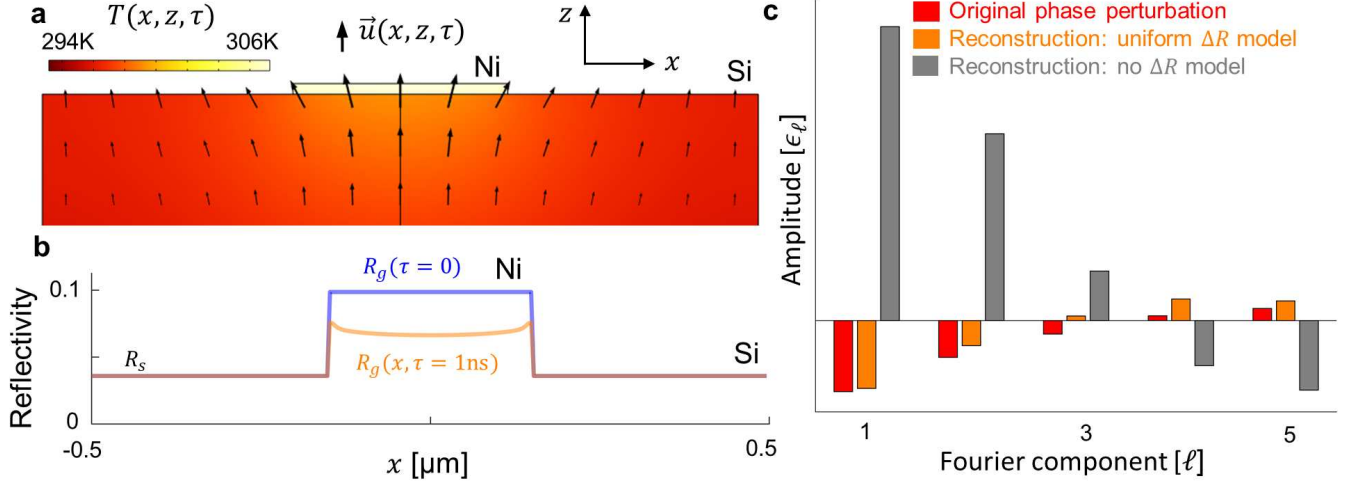 a
T(x, z, τ)
294K 306K
u⃗(x, z, τ)
z
x
Ni
Si
b
R_g(τ = 0)
Ni
R_g(x, τ = 1ns)
Si
R_s
Reflectivity
0.1
0
-0.5
0.5
x [μm]
c
Original phase perturbation
Reconstruction: uniform ΔR model
Reconstruction: no ΔR model
Amplitude [ϵ_ℓ]
1 3 5
Fourier component [ℓ]